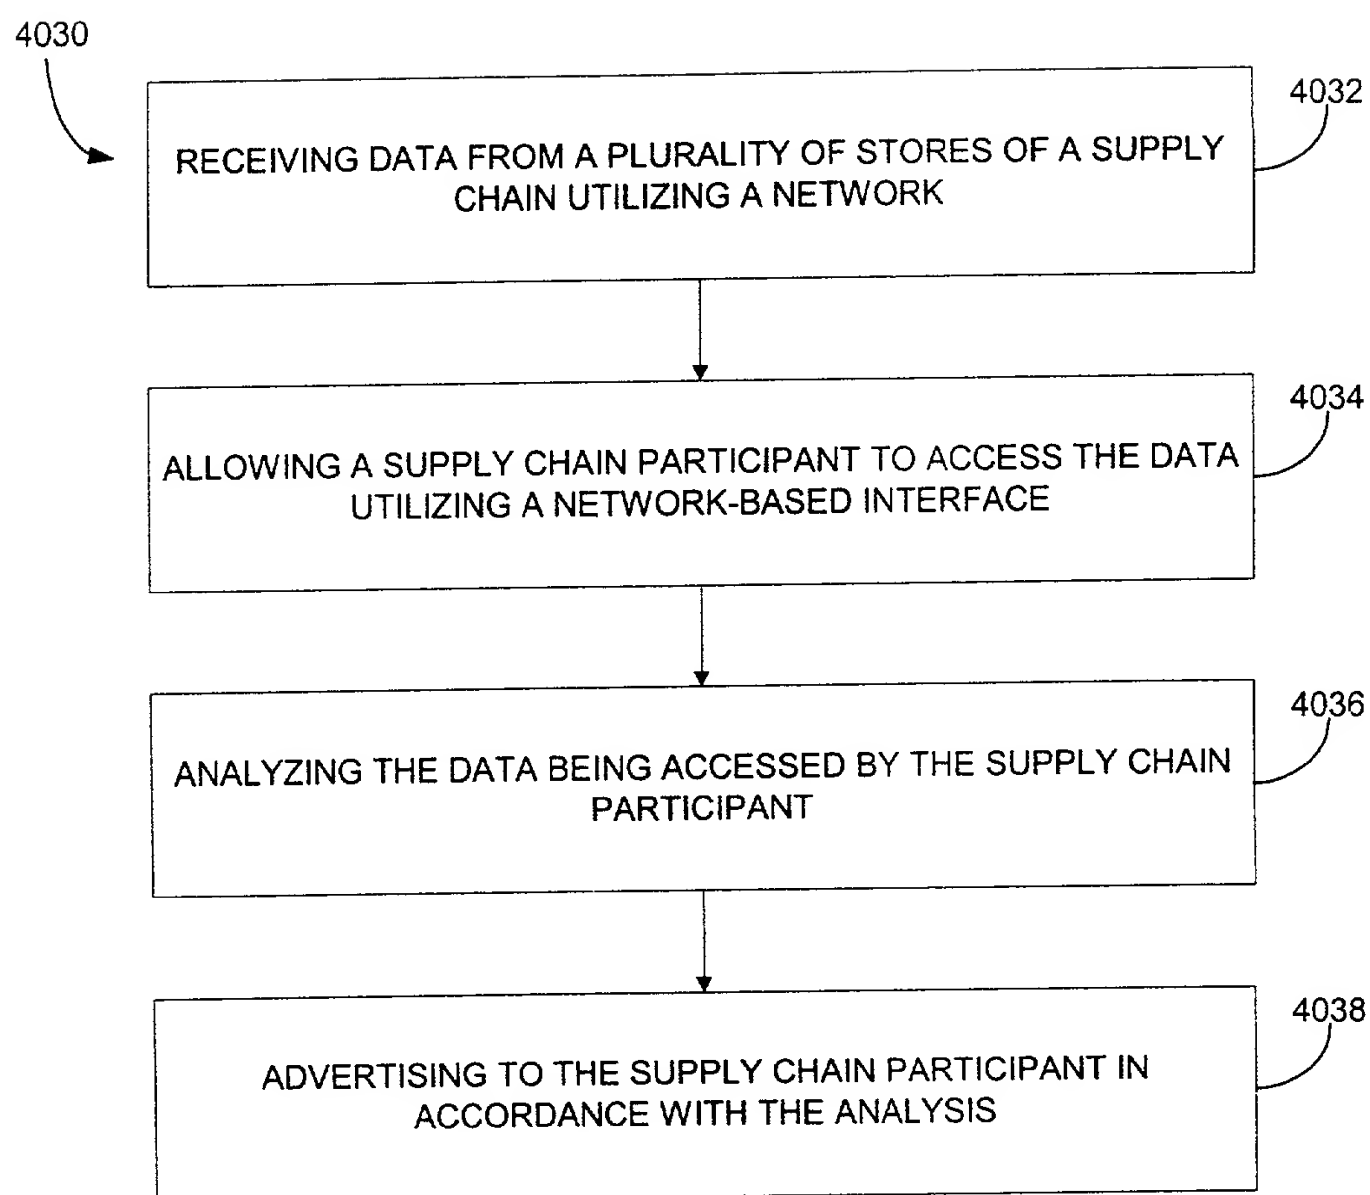 4030
4032
RECEIVING DATA FROM A PLURALITY OF STORES OF A SUPPLY
CHAIN UTILIZING A NETWORK
4034
ALLOWING A SUPPLY CHAIN PARTICIPANT TO ACCESS THE DATA
UTILIZING A NETWORK-BASED INTERFACE
4036
ANALYZING THE DATA BEING ACCESSED BY THE SUPPLY CHAIN
PARTICIPANT
4038
ADVERTISING TO THE SUPPLY CHAIN PARTICIPANT IN
ACCORDANCE WITH THE ANALYSIS